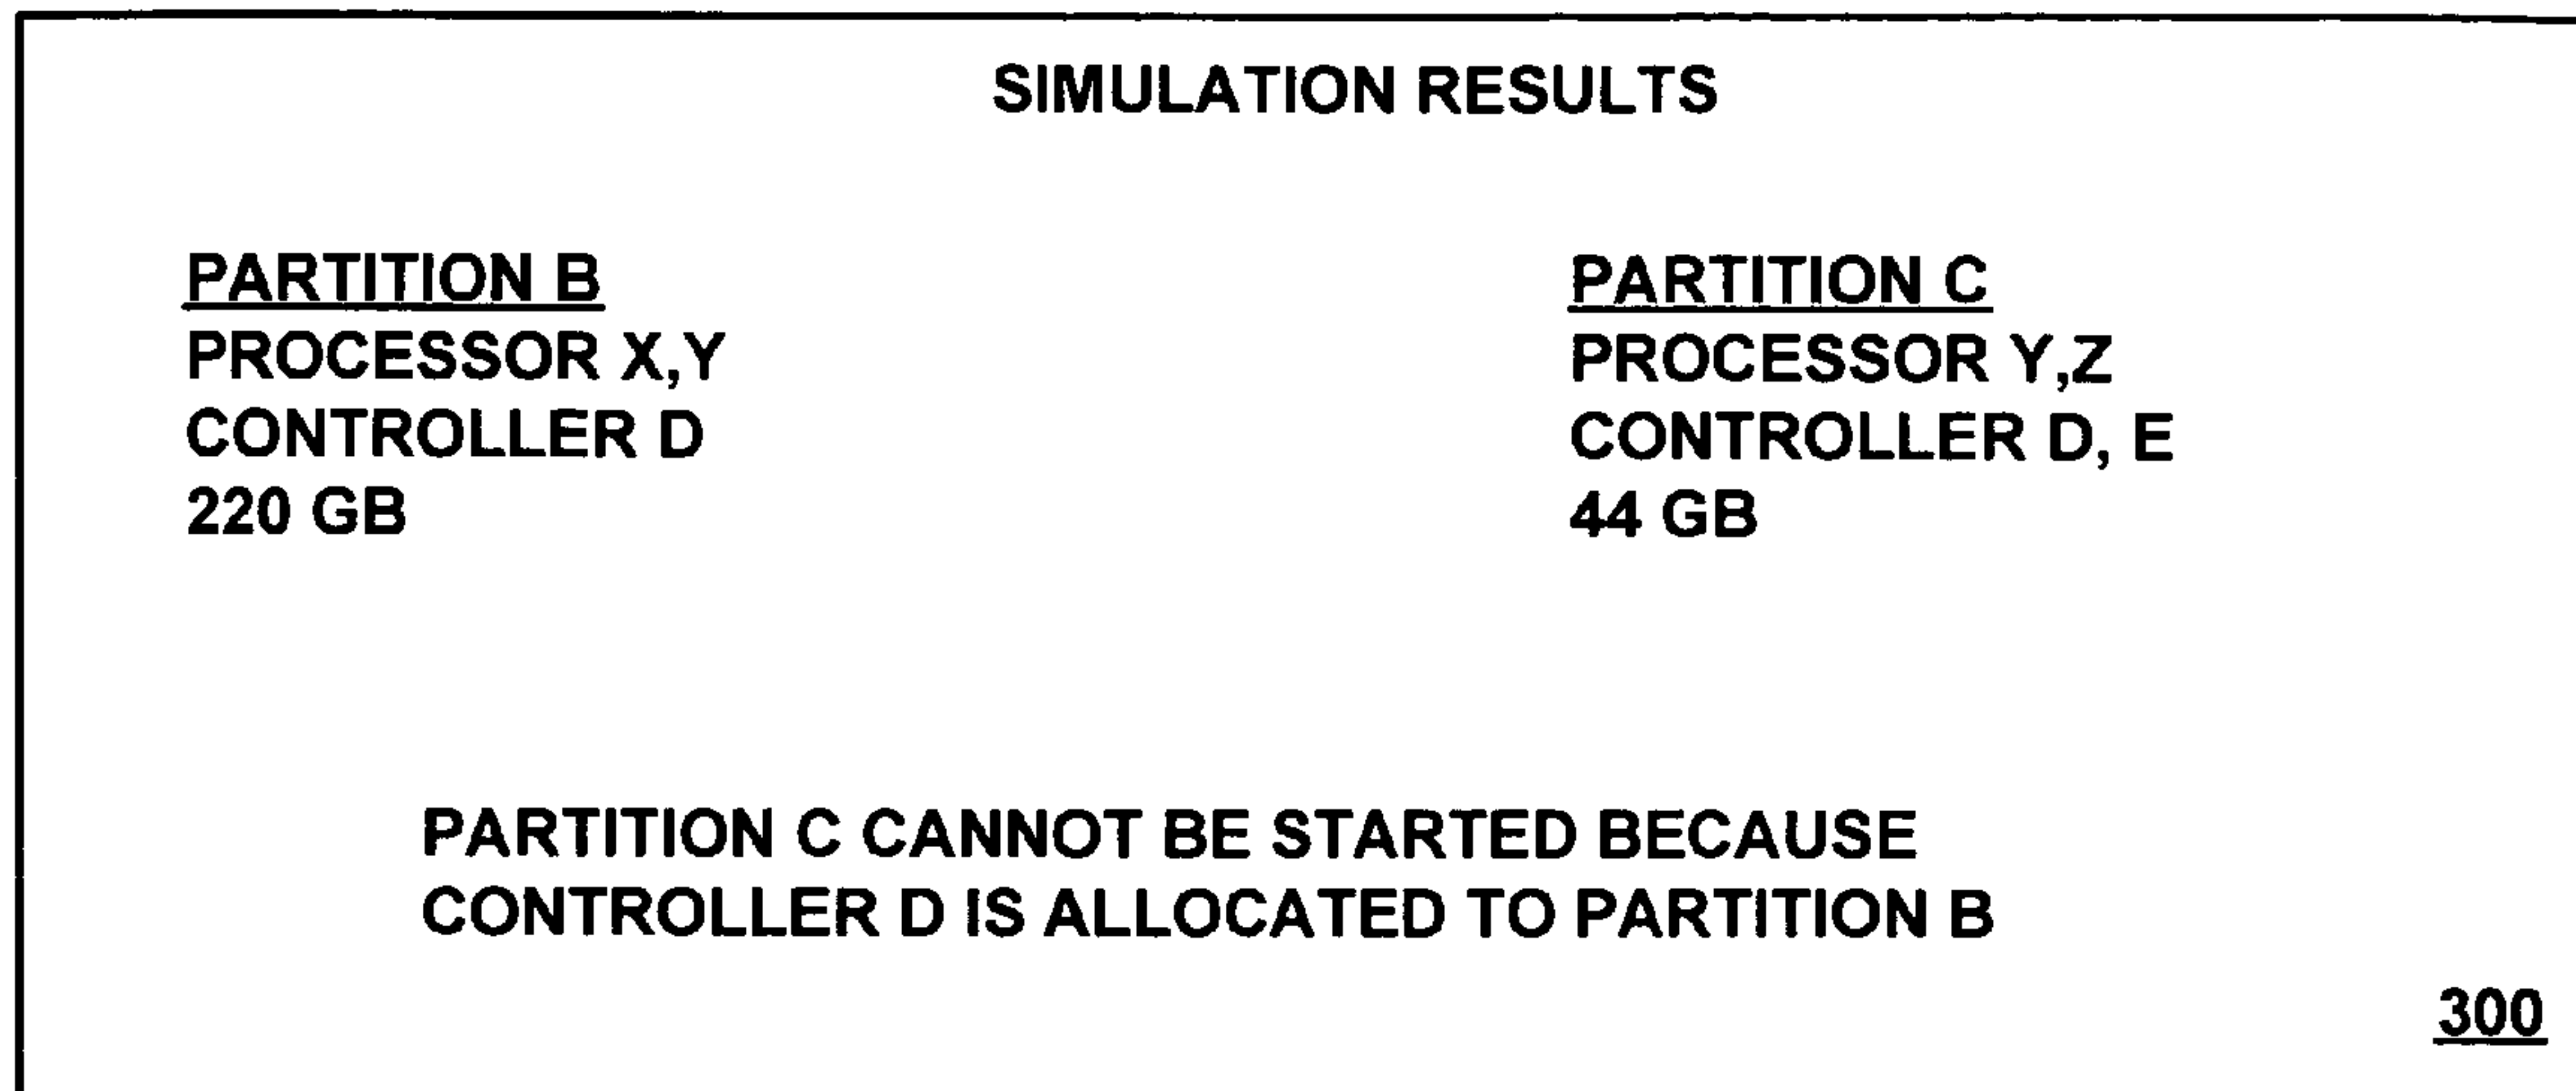 SIMULATION RESULTS
PARTITION B
PROCESSOR X,Y
CONTROLLER D
220 GB
PARTITION C
PROCESSOR Y,Z
CONTROLLER D, E
44 GB
PARTITION C CANNOT BE STARTED BECAUSE
CONTROLLER D IS ALLOCATED TO PARTITION B
300